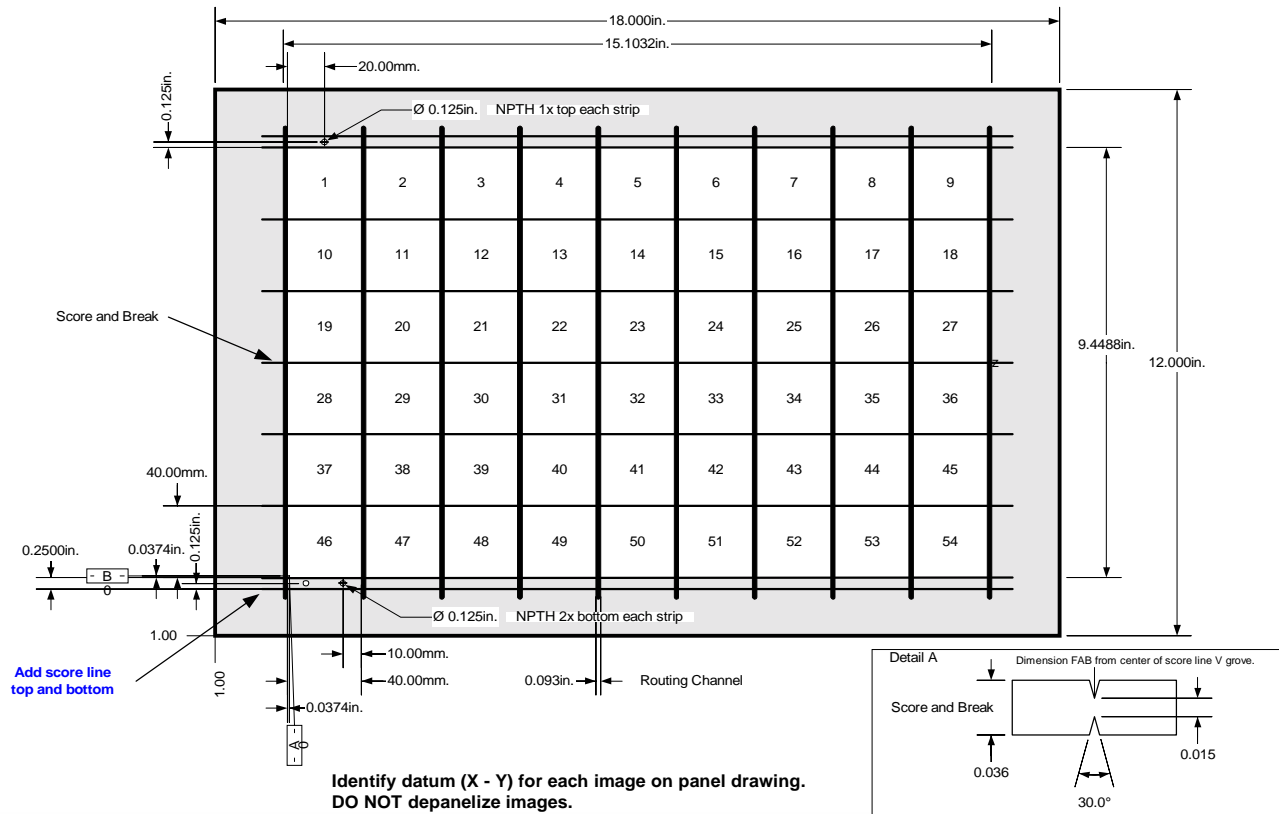 18.000in.
15.1032in.
20.00mm.
0.125in.
Ø 0.125in. NPTH 1x top each strip
1 2 3 4 5 6 7 8 9
10 11 12 13 14 15 16 17 18
Score and Break
19 20 21 22 23 24 25 26 27
9.4488in.
12.000in.
Z
28 29 30 31 32 33 34 35 36
37 38 39 40 41 42 43 44 45
40.00mm.
46 47 48 49 50 51 52 53 54
0.2500in.
0.0374in.
0.125in.
- B -
0
Ø 0.125in. NPTH 2x bottom each strip
1.00
1.00
Add score line
top and bottom
10.00mm.
40.00mm.
0.093in.
Routing Channel
0.0374in.
- A -
0
Detail A
Dimension FAB from center of score line V grove.
Score and Break
0.036
0.015
30.0°
Identify datum (X - Y) for each image on panel drawing.
DO NOT depanelize images.